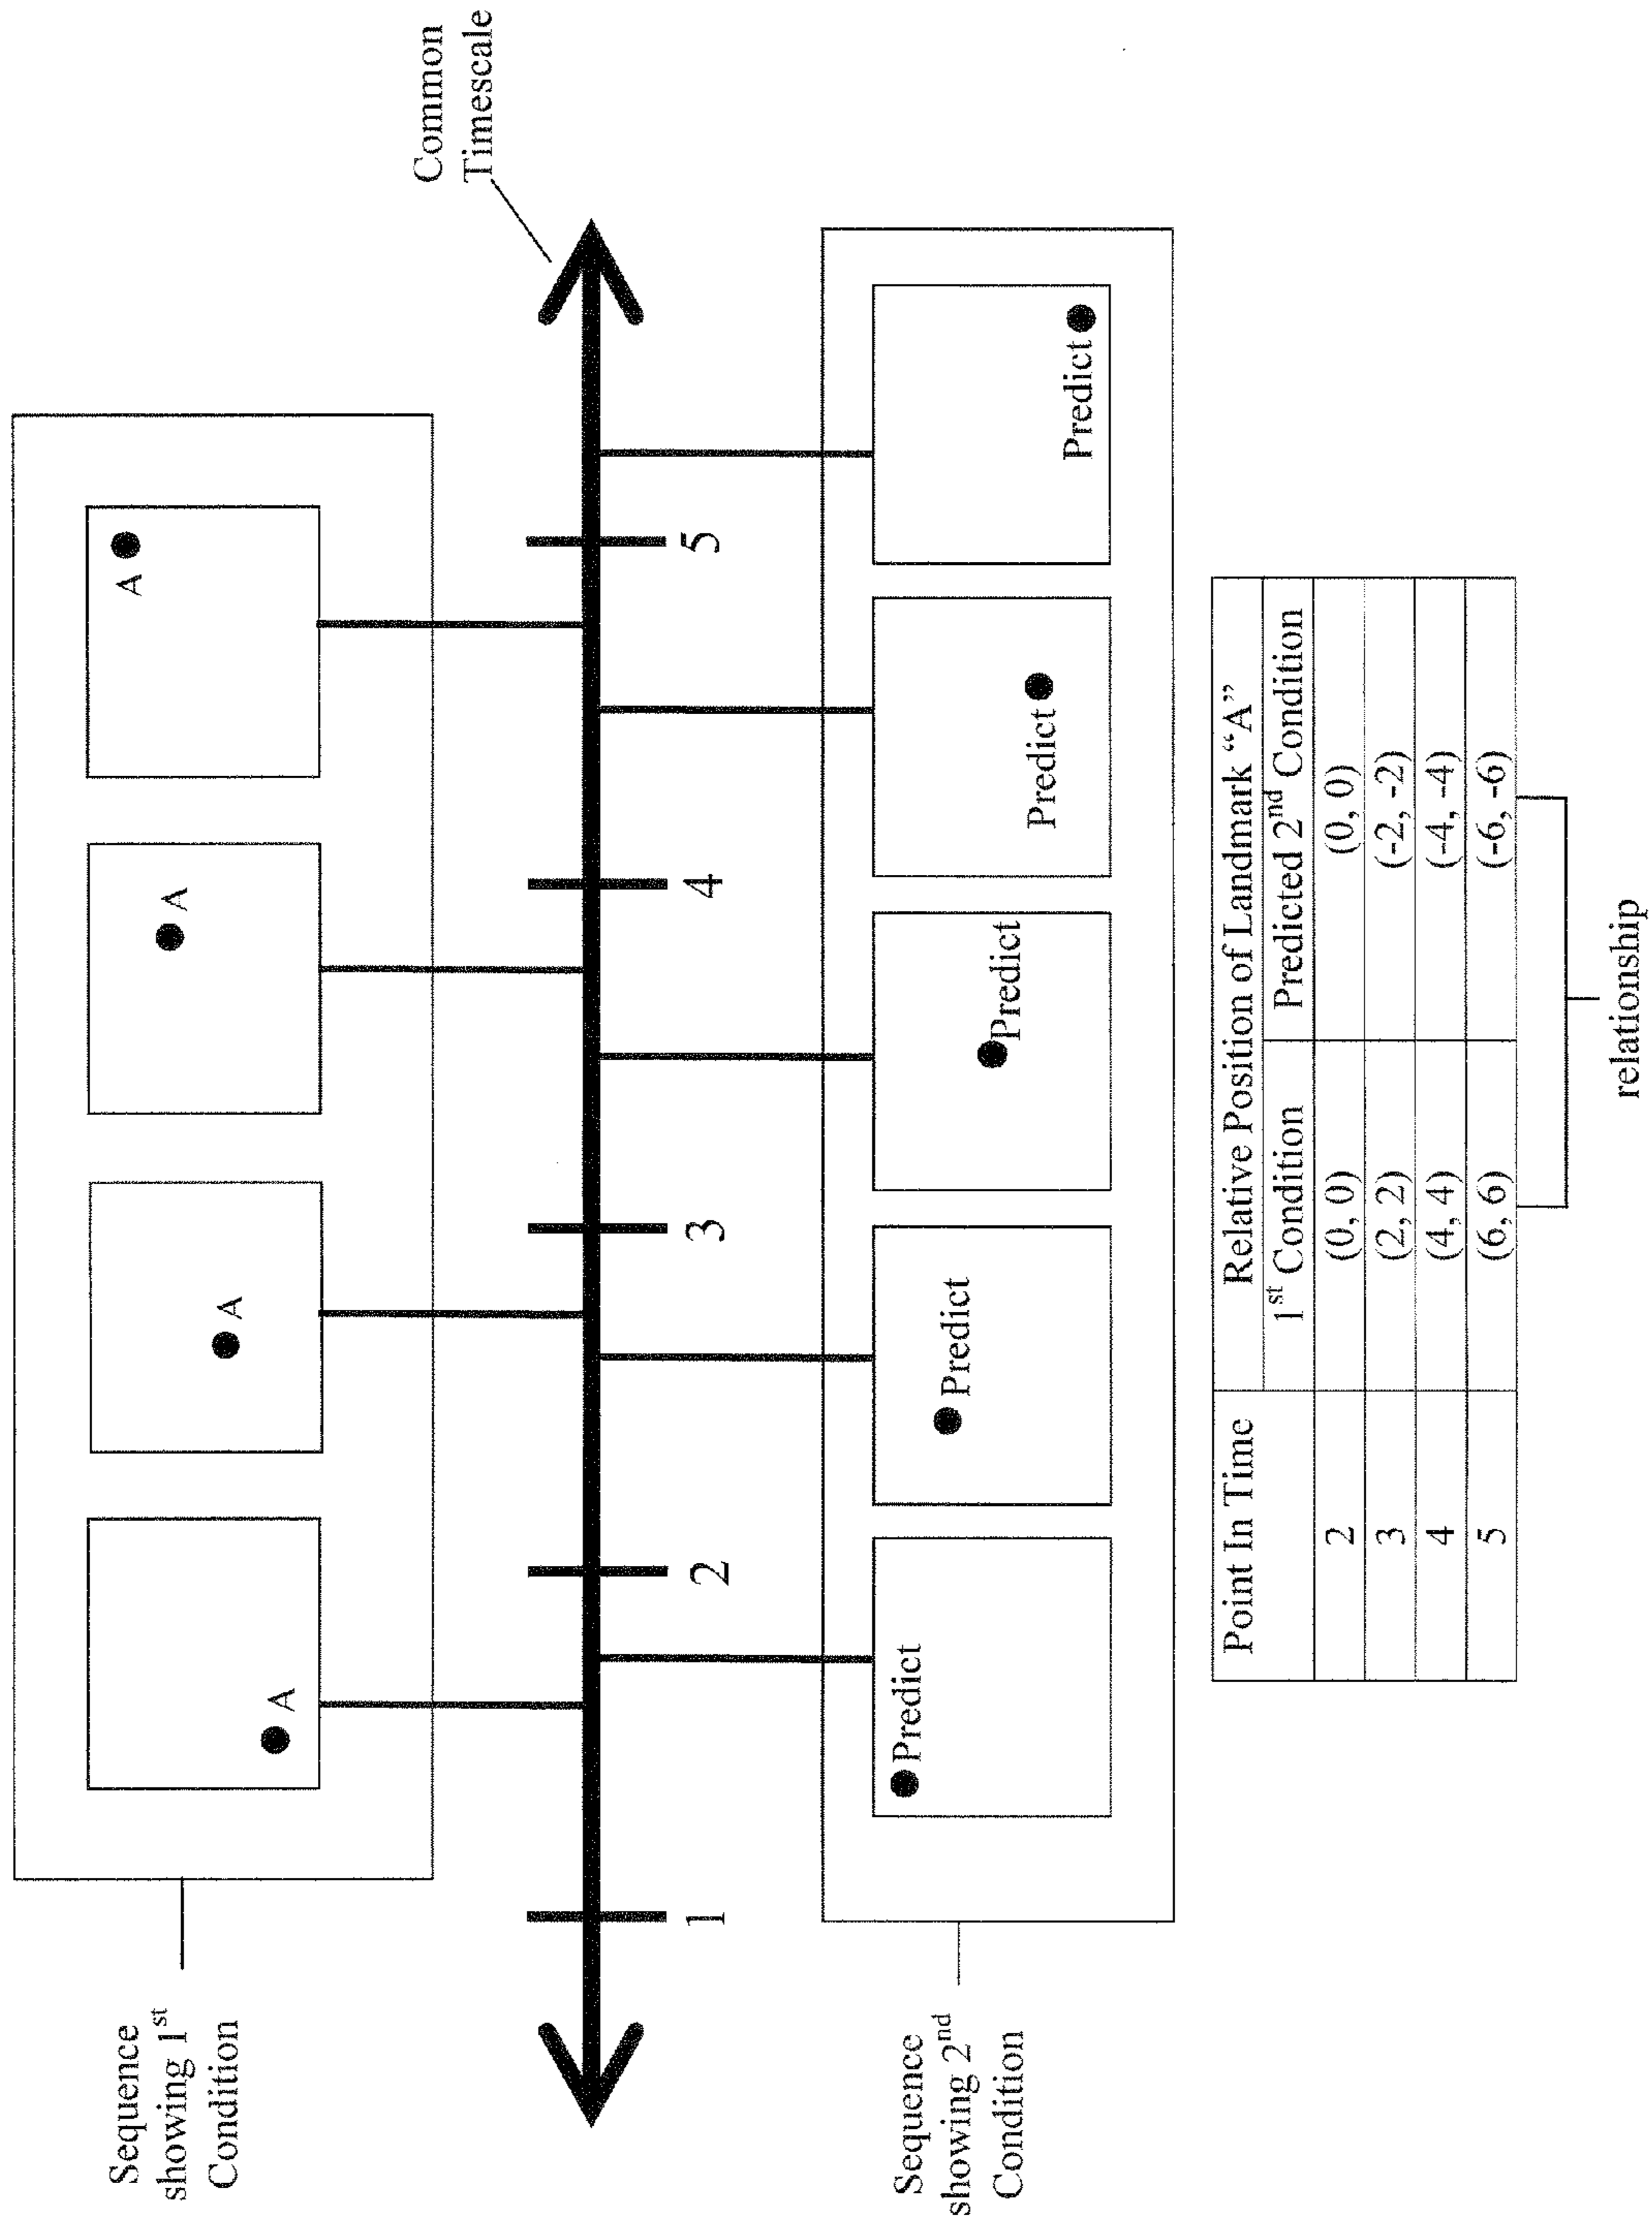 Sequence
showing 1st
Condition
A
A
A
A
Common
Timescale
1
2
3
4
5
Sequence
showing 2nd
Condition
Predict
Predict
Predict
Predict
Predict
Point In Time
Relative Position of Landmark “A”
1st Condition
Predicted 2nd Condition
2
(0, 0)
(0, 0)
3
(2, 2)
(-2, -2)
4
(4, 4)
(-4, -4)
5
(6, 6)
(-6, -6)
relationship